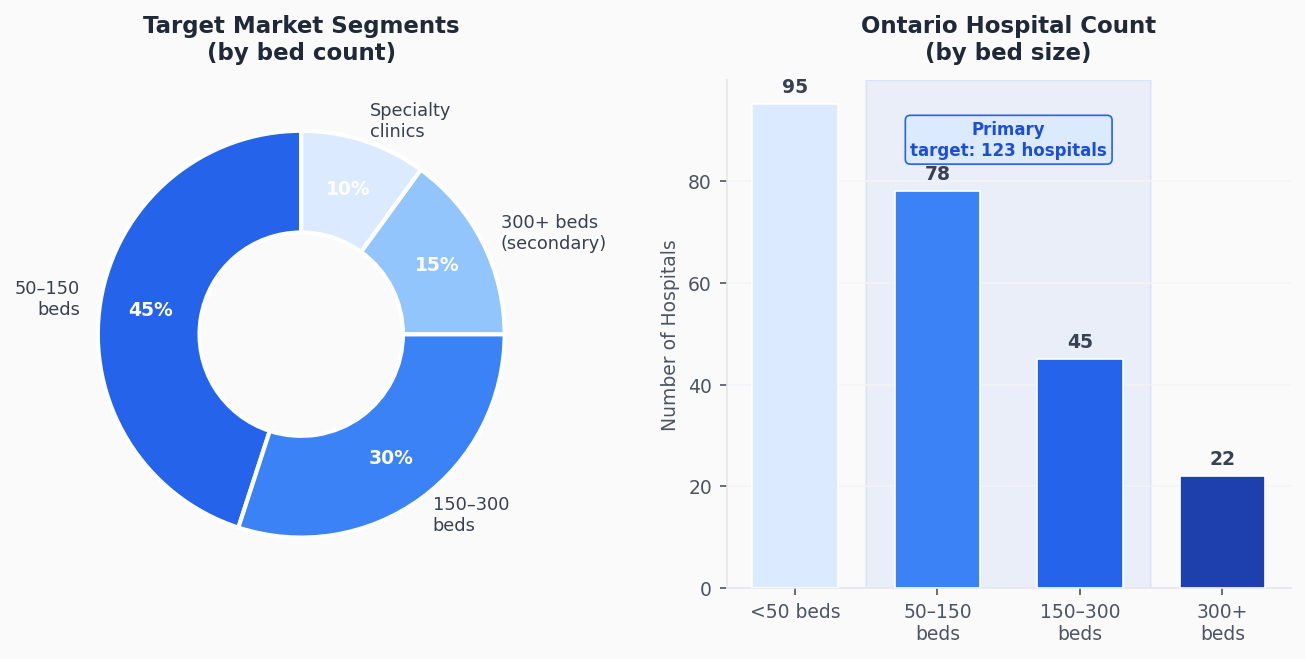 Target Market Segments
(by bed count)
Specialty
clinics
10%
300+ beds
(secondary)
15%
50–150
beds
45%
30%
150–300
beds
Ontario Hospital Count
(by bed size)
95
Primary
target: 123 hospitals
78
45
22
Number of Hospitals
80
60
40
20
0
<50 beds
50–150
beds
150–300
beds
300+
beds